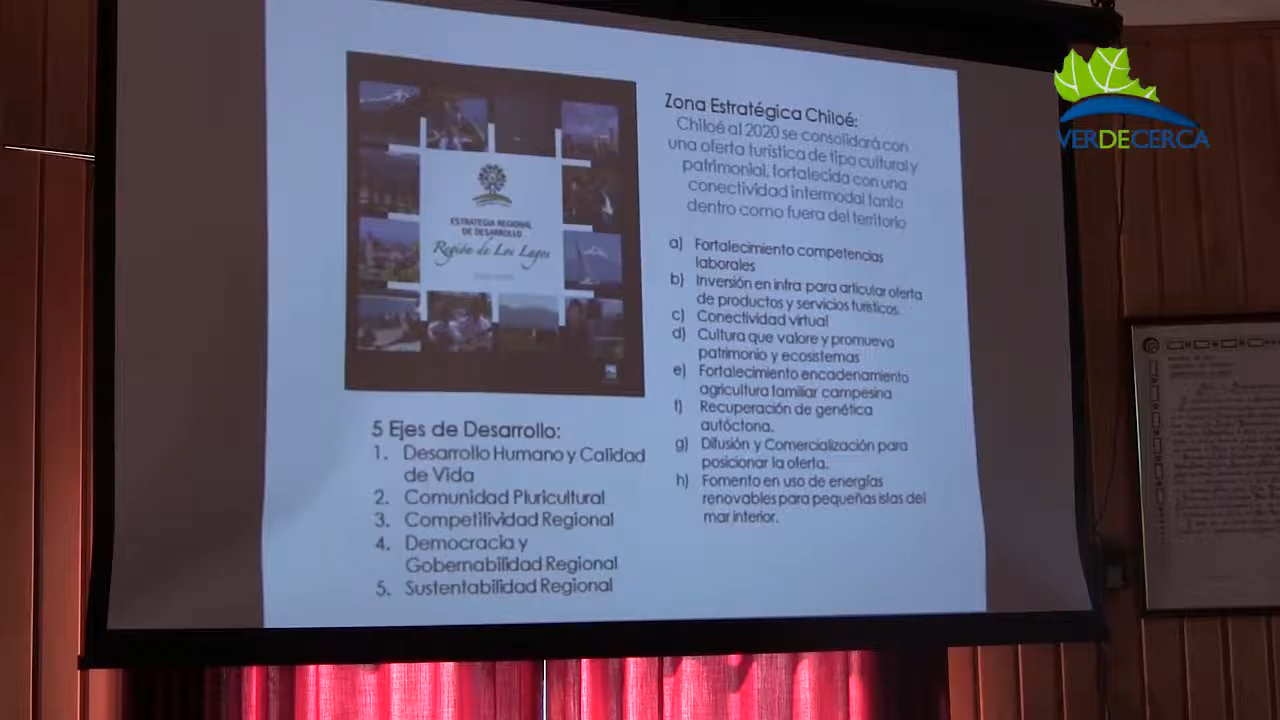 VERDECERCA
ESTRATEGIA REGIONAL
DE DESARROLLO
Región de Los Lagos
5 Ejes de Desarrollo:
1. Desarrollo Humano y Calidad
de Vida
2. Comunidad Pluricultural
3. Competitividad Regional
4. Democracia y
Gobernabilidad Regional
5. Sustentabilidad Regional
Zona Estratégica Chiloé:
Chiloé al 2020 se consolidará con
una oferta turística de tipo cultural y
patrimonial, fortalecida con una
conectividad intermodal tanto
dentro como fuera del territorio
a) Fortalecimiento competencias
laborales
b) Inversión en infra para articular oferta
de productos y servicios turísticos.
c) Conectividad virtual
d) Cultura que valore y promueva
patrimonio y ecosistemas
e) Fortalecimiento encadenamiento
agricultura familiar campesina
f) Recuperación de genética
autóctona.
g) Difusión y Comercialización para
posicionar la oferta.
h) Fomento en uso de energías
renovables para pequeñas islas del
mar interior.